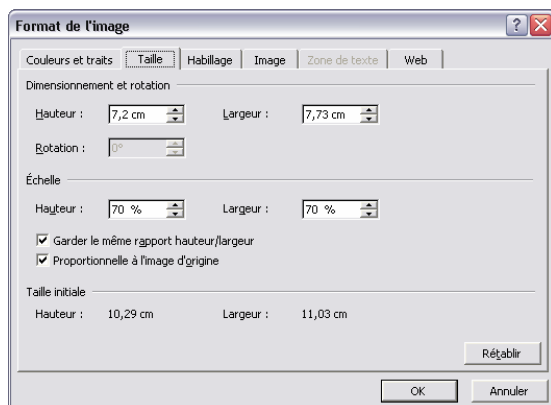 Format de l'image
Couleurs et traits Taille Habillage Image Zone de texte Web
Dimensionnement et rotation
Hauteur : 7,2 cm Largeur : 7,73 cm
Rotation : 0°
Échelle
Hauteur : 70 % Largeur : 70 %
Garder le même rapport hauteur/largeur
Proportionnelle à l'image d'origine
Taille initiale
Hauteur : 10,29 cm Largeur : 11,03 cm
Rétablir
OK Annuler